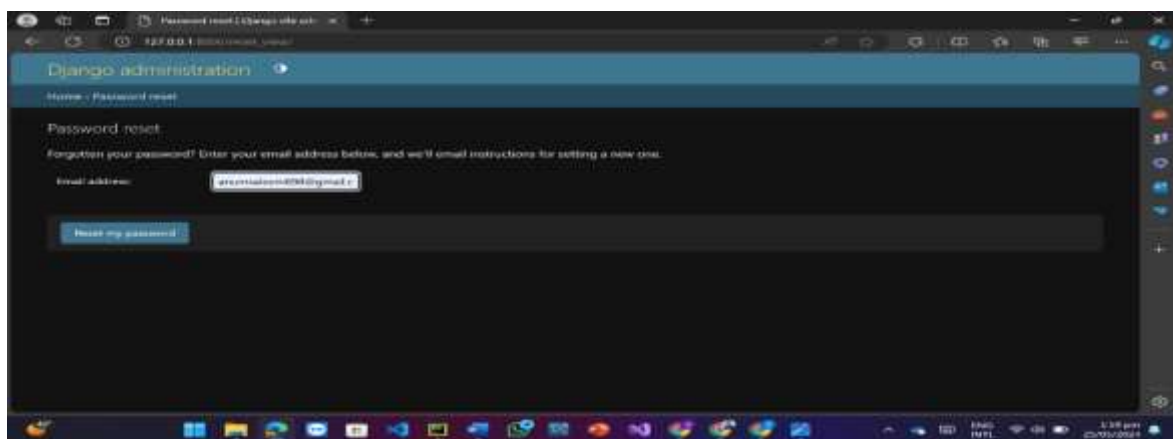 Password reset | Django site
127.0.0.1
Django administration
Home › Password reset
Password reset
Forgotten your password? Enter your email address below, and we'll email instructions for setting a new one.
Email address:
Reset my password
ENG
INTL